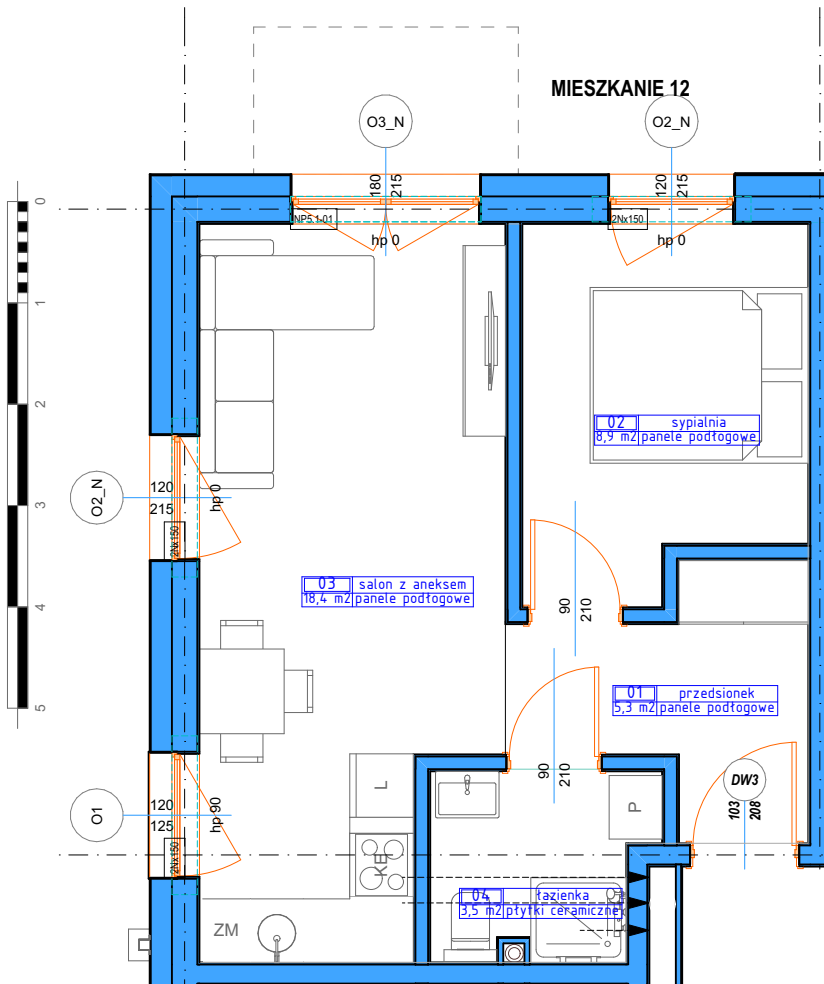 MIESZKANIE 12
O3_N
O2_N
180
215
120
215
NP5.1-01
hp 0
2Nx150
hp 0
0
1
2
3
4
5
02 sypialnia
8,9 m2 panele podłogowe
O2_N
120
215
hp 0
2Nx150
03 salon z aneksem
18,4 m2 panele podłogowe
90
210
01 przedsionek
5,3 m2 panele podłogowe
90
210
DW3
103
208
O1
120
125
hp 90
2Nx150
L
P
KE
04 łazienka
3,5 m2 płytki ceramiczne
ZM